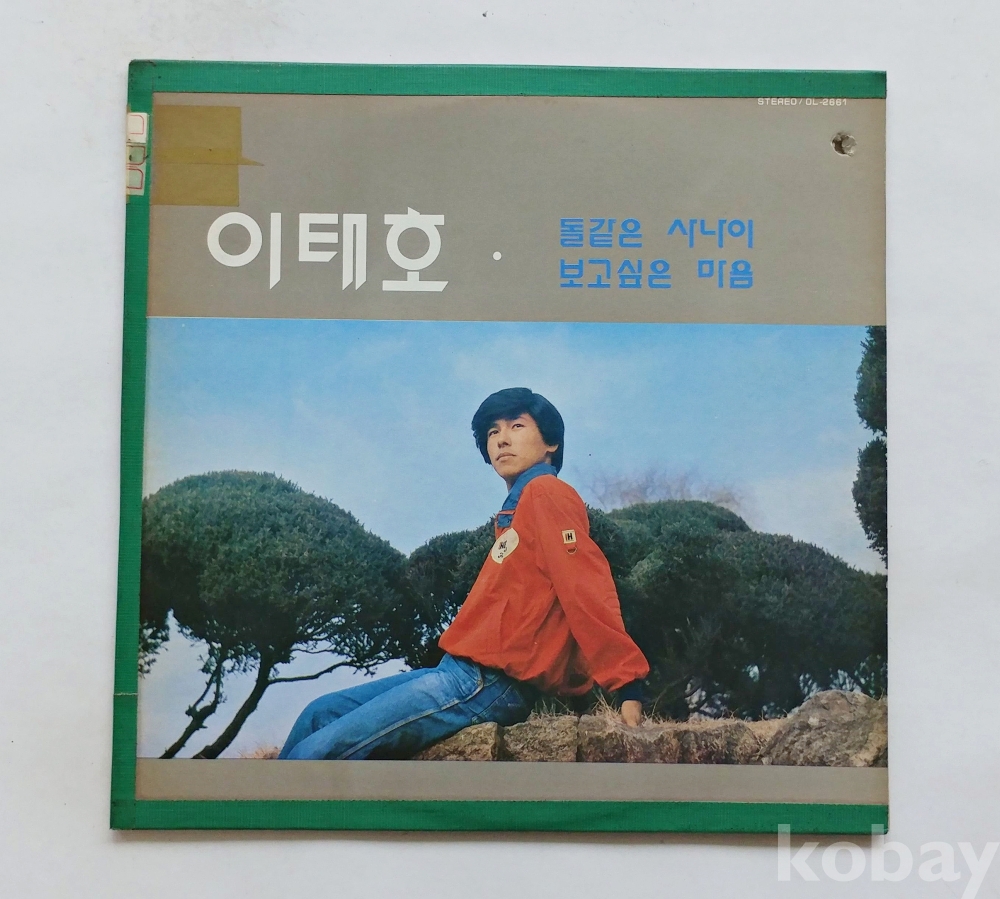 STEREO / OL-2661
이태호 ·
돌같은 사나이
보고싶은 마음
H
kobay